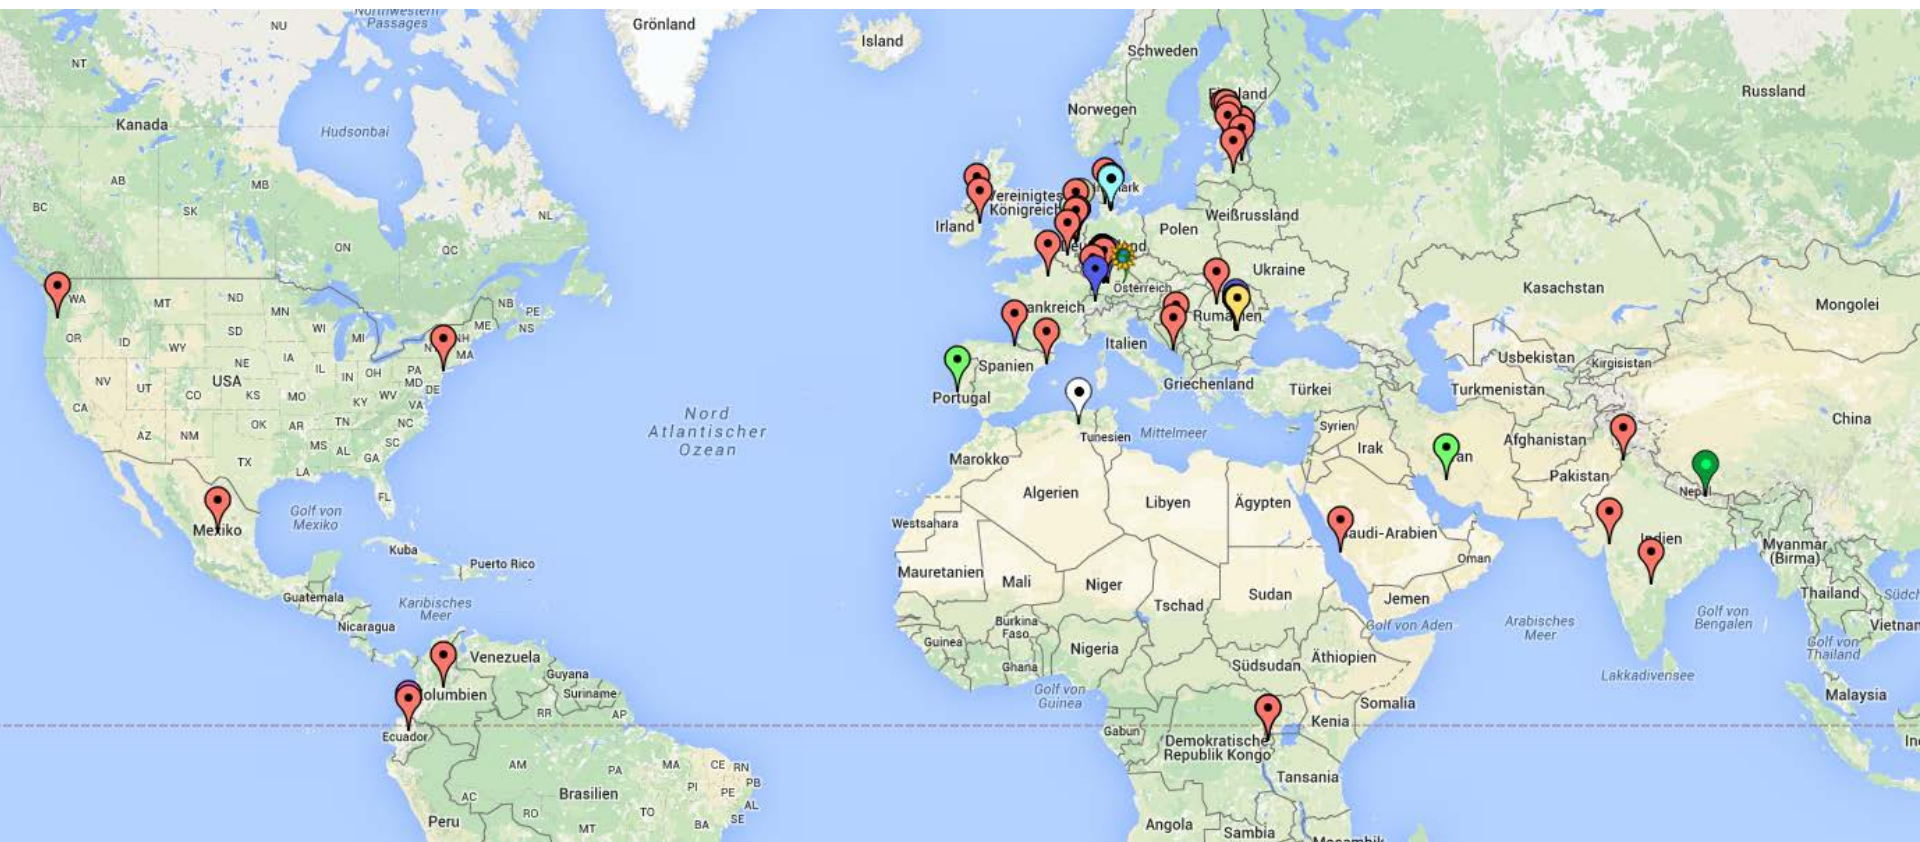 Northwestern
Passages
Grönland
NU
Island
NT
Schweden
Russland
Norwegen
Kanada
Hudsonbai
AB
MB
BC
SK
NL
Vereinigtes
Königreich
Irland
Weißrussland
Polen
ON
QC
Ukraine
Österreich
Kasachstan
WA
MT
ND
MN
NB
PE
Mongolei
ME
NS
WI
MI
SD
OR
ID
WY
NH
MA
Italien
Usbekistan
Kirgisistan
Spanien
NE
IA
IL
IN
OH
PA
MD
DE
USA
NV
UT
CO
KS
MO
KY
WV
VA
Portugal
Griechenland
Türkei
Turkmenistan
China
CA
AZ
NM
OK
AR
TN
NC
SC
MS
AL
GA
TX
LA
FL
Nord
Atlantischer
Ozean
Tunesien
Mittelmeer
Syrien
Irak
Afghanistan
Pakistan
Marokko
Algerien
Libyen
Ägypten
Nepal
Golf von
Mexiko
Mexiko
Westsahara
Saudi-Arabien
Indien
Kuba
Puerto Rico
Oman
Myanmar
(Birma)
Mauretanien
Mali
Niger
Tschad
Sudan
Jemen
Thailand
Guatemala
Karibisches
Meer
Nicaragua
Burkina
Faso
Golf von Aden
Arabisches
Meer
Golf von
Bengalen
Guinea
Nigeria
Golf von
Thailand
Venezuela
Guyana
Ghana
Südsudan
Äthiopien
Lakkadivensee
Kolumbien
Suriname
Golf von
Guinea
Somalia
Malaysia
RR
AP
Ecuador
Gabun
Kenia
Demokratische
Republik Kongo
AM
PA
MA
CE
RN
PB
PI
PE
AL
SE
Tansania
AC
Brasilien
RO
TO
BA
MT
Peru
Angola
Sambia